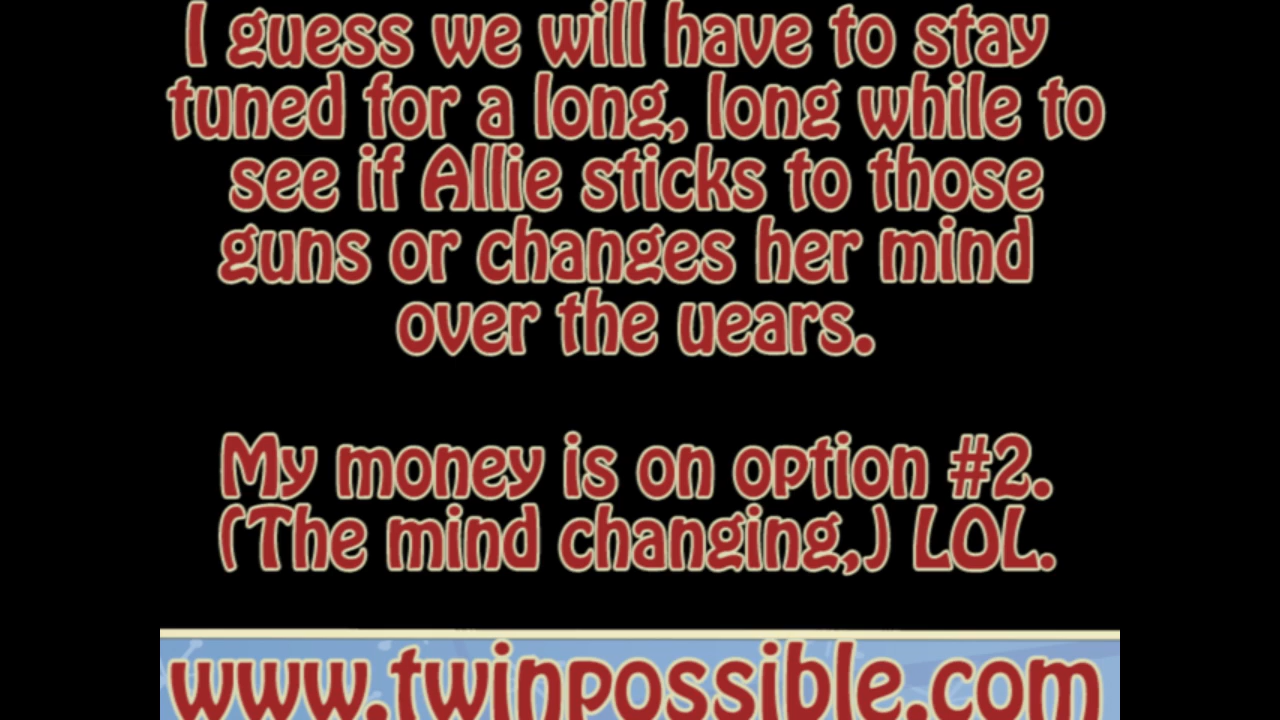 I guess we will have to stay
tuned for a long, long while to
see if Allie sticks to those
guns or changes her mind
over the uears.
My money is on option #2.
(The mind changing,) LOL.
www.twinpossible.com